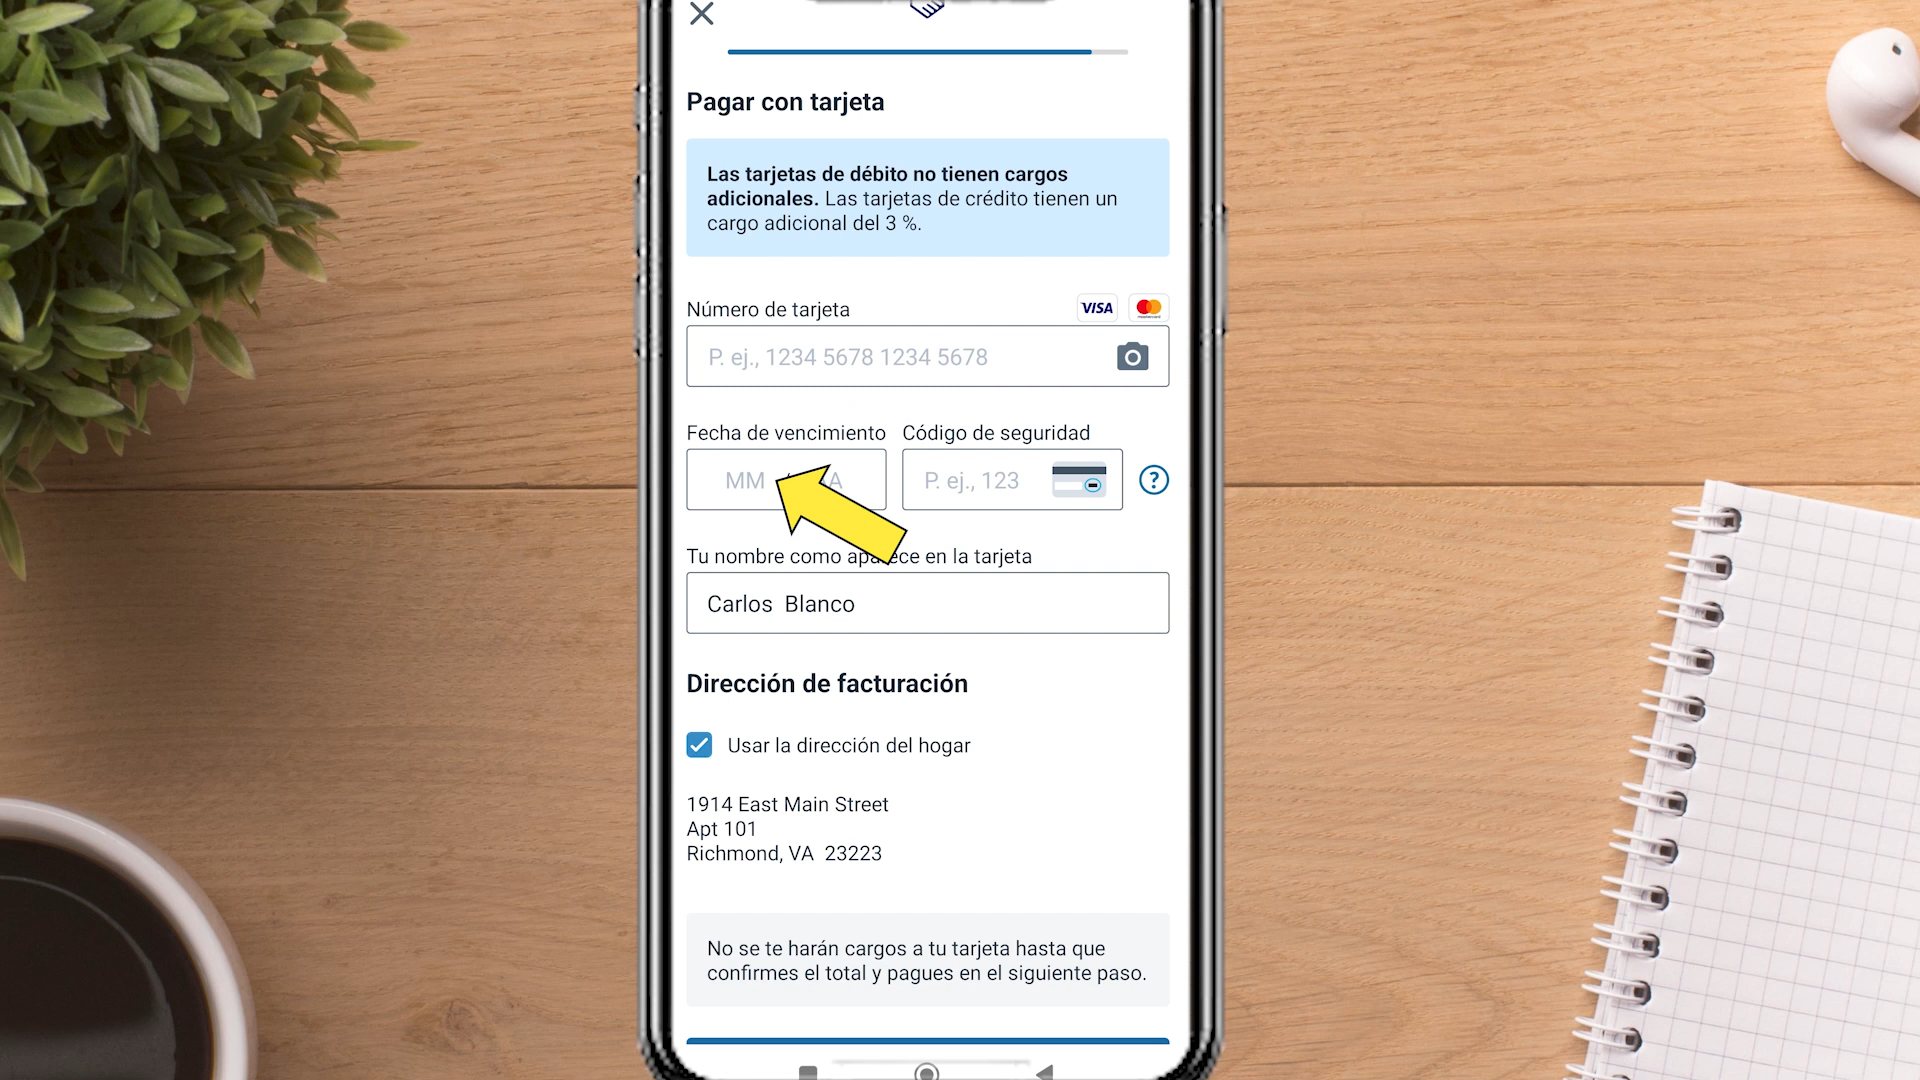 Pagar con tarjeta
Las tarjetas de débito no tienen cargos
adicionales. Las tarjetas de crédito tienen un
cargo adicional del 3 %.
Número de tarjeta
VISA
P. ej., 1234 5678 1234 5678
Fecha de vencimiento Código de seguridad
MM A P. ej., 123 ?
Tu nombre como en la tarjeta
Carlos Blanco
Dirección de facturación
Usar la dirección del hogar
1914 East Main Street
Apt 101
Richmond, VA 23223
No se te harán cargos a tu tarjeta hasta que
confirmes el total y pagues en el siguiente paso.